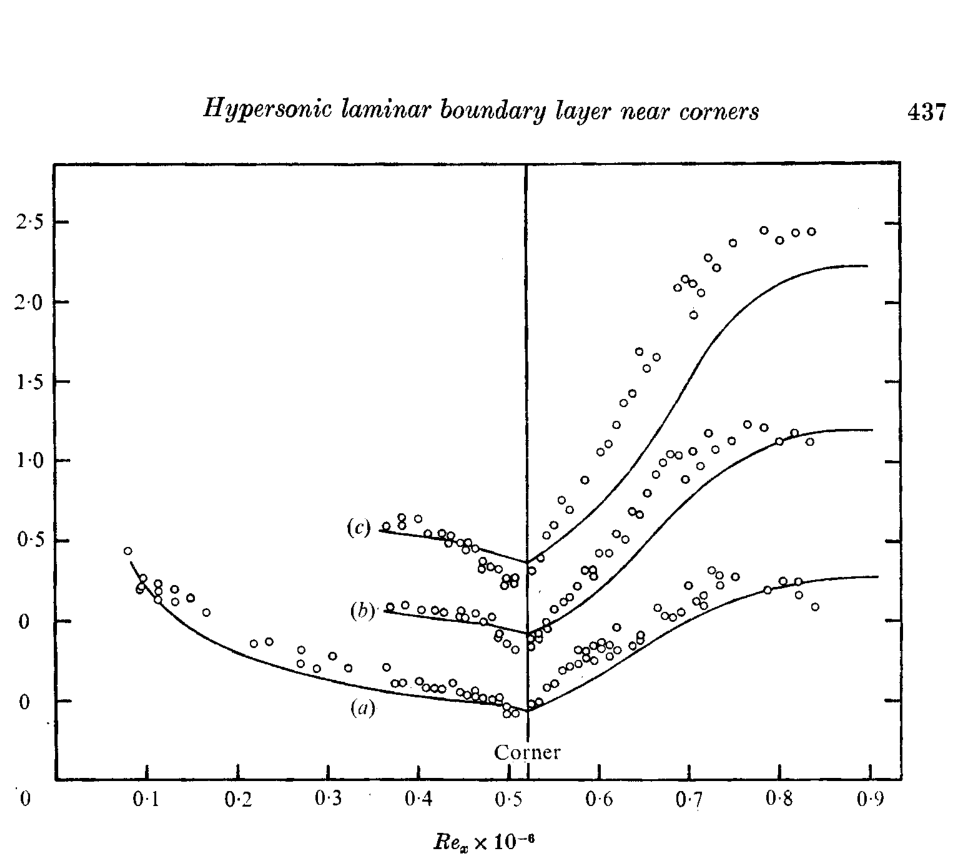 Hypersonic laminar boundary layer near corners 437
2·5
2·0
1·5
1·0
(c)
0·5
(b)
0
0
(a)
Corner
0 0·1 0·2 0·3 0·4 0·5 0·6 0·7 0·8 0·9
Reₓ × 10⁻⁶